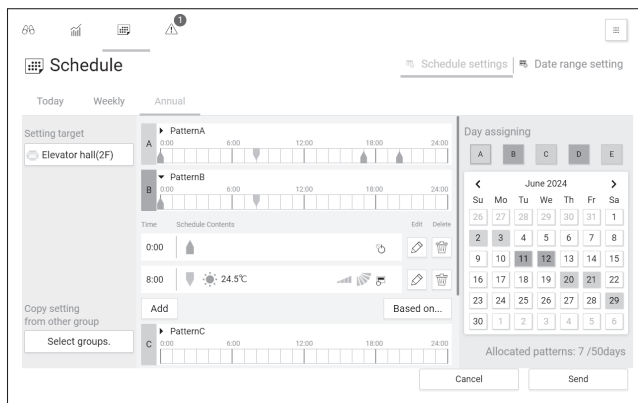 1
Schedule
Schedule settings
Date range setting
Today Weekly Annual
Setting target
Elevator hall(2F)
Copy setting
from other group
Select groups.
A
PatternA
0:00 6:00 12:00 18:00 24:00
B
PatternB
0:00 6:00 12:00 18:00 24:00
Time Schedule Contents Edit Delete
0:00
8:00 24.5℃
Add Based on...
C
PatternC
0:00 6:00 12:00 18:00 24:00
Day assigning
A B C D E
June 2024
Su Mo Tu We Th Fr Sa
26 27 28 29 30 31 1
2 3 4 5 6 7 8
9 10 11 12 13 14 15
16 17 18 19 20 21 22
23 24 25 26 27 28 29
30 1 2 3 4 5 6
Allocated patterns: 7 /50days
Cancel Send